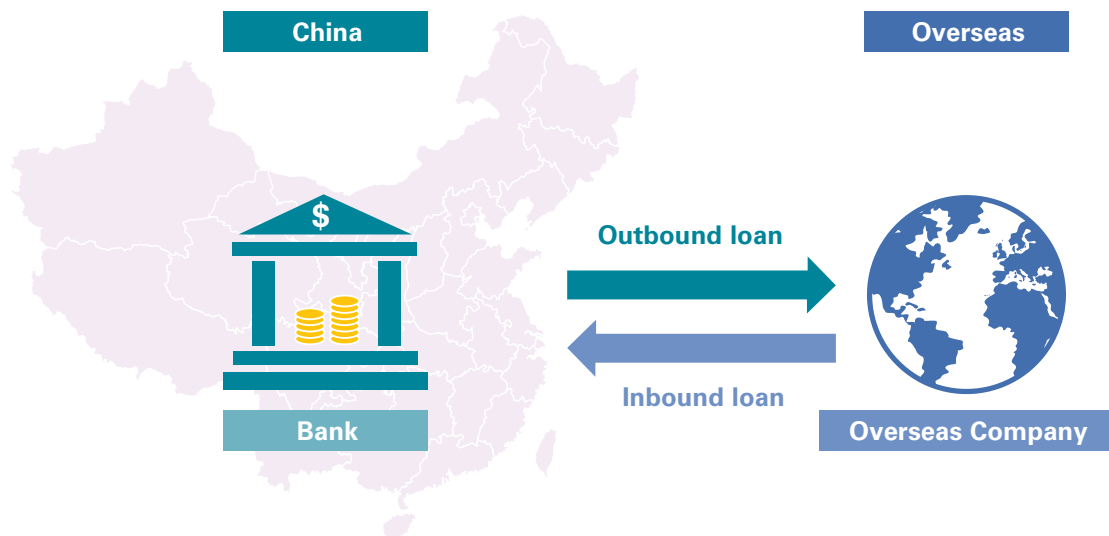 China
Overseas
$
Outbound loan
Inbound loan
Bank
Overseas Company